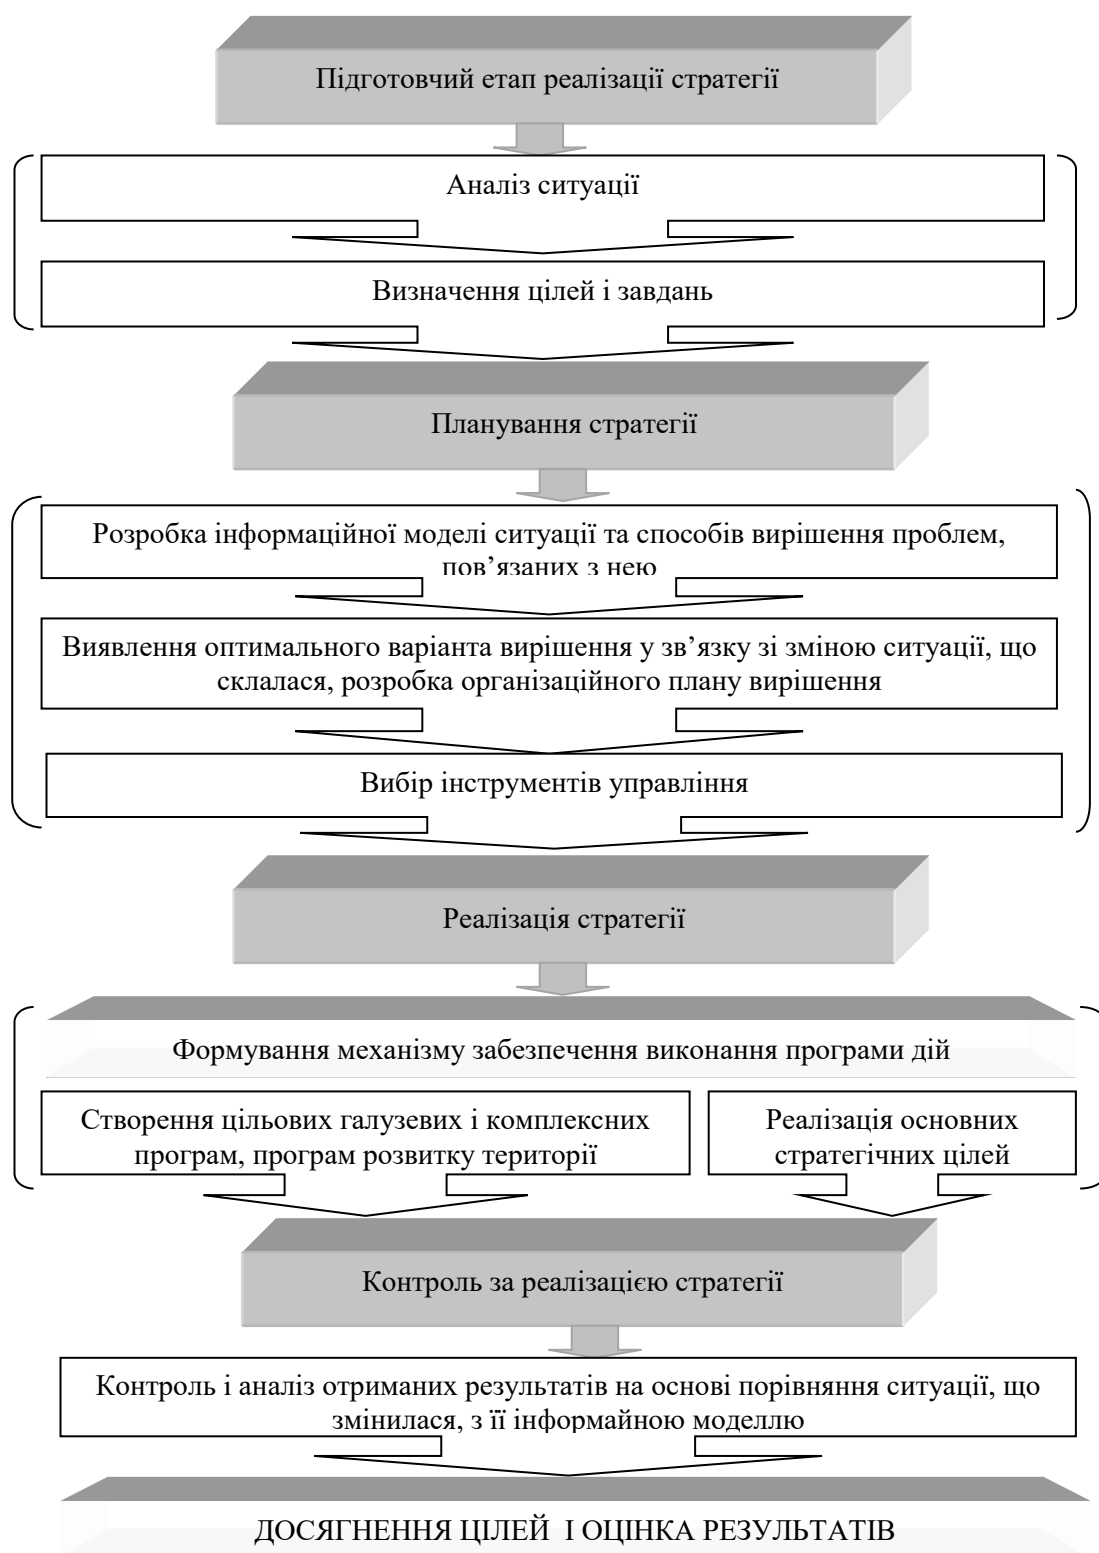 Підготовчий етап реалізації стратегії
Аналіз ситуації
Визначення цілей і завдань
Планування стратегії
Розробка інформаційної моделі ситуації та способів вирішення проблем,
пов’язаних з нею
Виявлення оптимального варіанта вирішення у зв’язку зі зміною ситуації, що
склалася, розробка організаційного плану вирішення
Вибір інструментів управління
Реалізація стратегії
Формування механізму забезпечення виконання програми дій
Створення цільових галузевих і комплексних
програм, програм розвитку території
Реалізація основних
стратегічних цілей
Контроль за реалізацією стратегії
Контроль і аналіз отриманих результатів на основі порівняння ситуації, що
змінилася, з її інформайною моделлю
ДОСЯГНЕННЯ ЦІЛЕЙ І ОЦІНКА РЕЗУЛЬТАТІВ